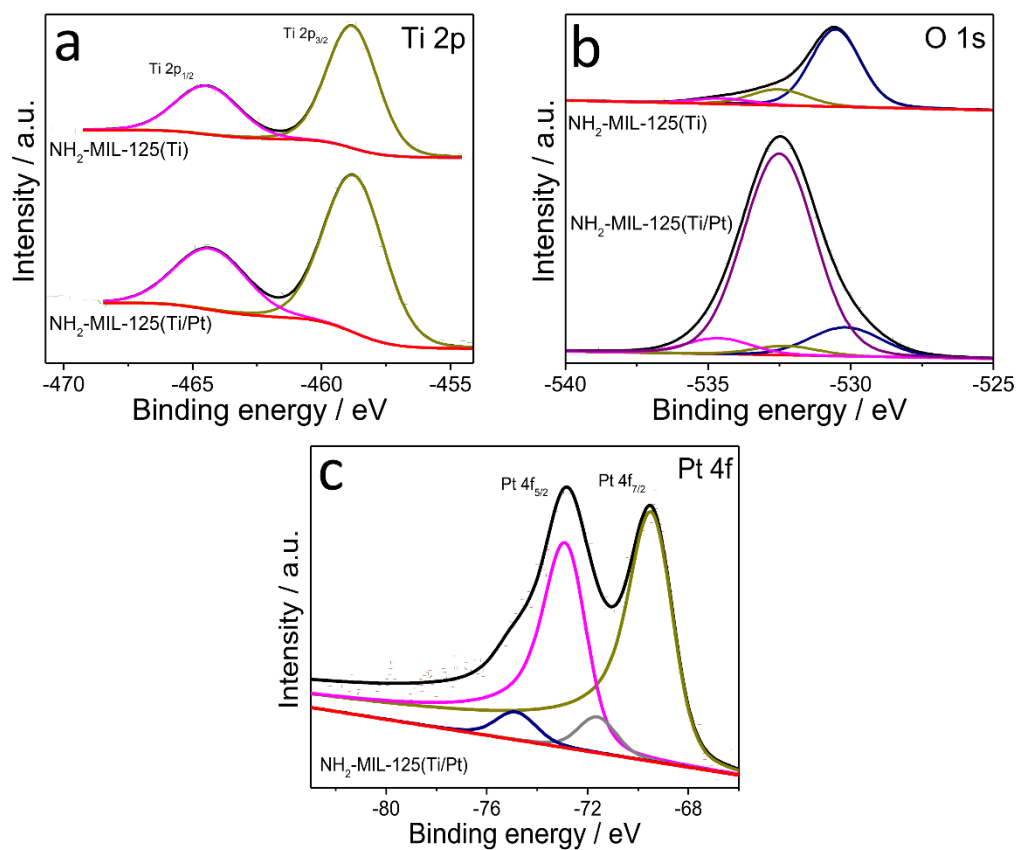 a
Ti 2p
Ti 2p3/2
Ti 2p1/2
NH2-MIL-125(Ti)
NH2-MIL-125(Ti/Pt)
Intensity / a.u.
-470 -465 -460 -455
Binding energy / eV
b
O 1s
NH2-MIL-125(Ti)
NH2-MIL-125(Ti/Pt)
Intensity / a.u.
-540 -535 -530 -525
Binding energy / eV
c
Pt 4f
Pt 4f5/2
Pt 4f7/2
NH2-MIL-125(Ti/Pt)
Intensity / a.u.
-80 -76 -72 -68
Binding energy / eV